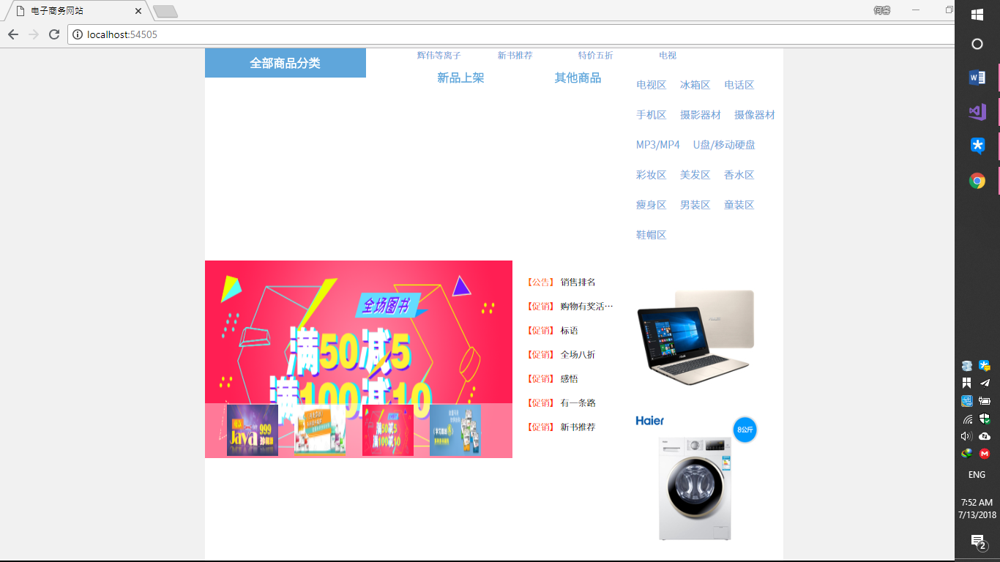 电子商务网站
何睿
localhost:54505
全部商品分类
辉伟等离子 新书推荐 特价五折 电视
新品上架 其他商品
电视区 冰箱区 电话区
手机区 摄影器材 摄像器材
MP3/MP4 U盘/移动硬盘
彩妆区 美发区 香水区
瘦身区 男装区 童装区
鞋帽区
全场图书
满50减5
满100减10
Java 999
满50减5
满100减10
【公告】 销售排名
【促销】 购物有奖活…
【促销】 标语
【促销】 全场八折
【促销】 感悟
【促销】 有一条路
【促销】 新书推荐
Haier
8公斤
ENG
7:52 AM
7/13/2018
2